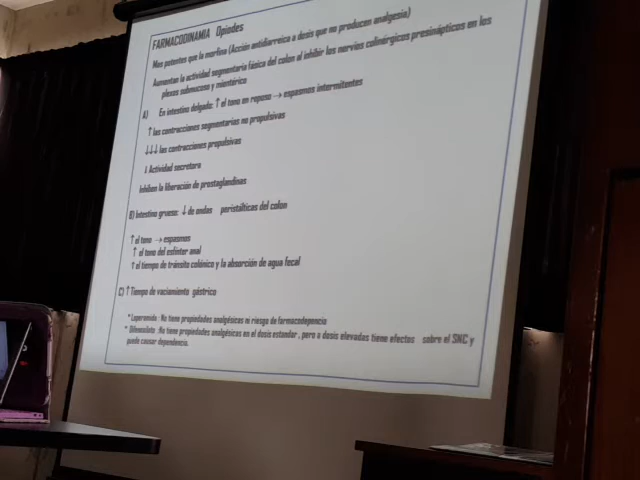 FARMACODINAMIA Opiodes
Mas potentes que la morfina (Acción antidiarreica a dosis que no producen analgesia)
Aumentan la actividad segmentaria fásica del colon al inhibir los nervios colinérgicos presinápticos en los
plexos submucoso y mientérico
A) En intestino delgado: ↑ el tono en reposo → espasmos intermitentes
↑ las contracciones segmentarias no propulsivas
↓↓↓ las contracciones propulsivas
↓ Actividad secretora
Inhiben la liberación de prostaglandinas
B) Intestino grueso: ↓ de ondas peristálticas del colon
↑ el tono → espasmos
↑ el tono del esfínter anal
↑ el tiempo de tránsito colónico y la absorción de agua fecal
C) ↑ Tiempo de vaciamiento gástrico
* Loperamida : No tiene propiedades analgésicas ni riesgo de farmacodependencia
* Difenoxilato : No tiene propiedades analgésicas en el dosis estandar , pero a dosis elevadas tiene efectos sobre el SNC y
puede causar dependencia.